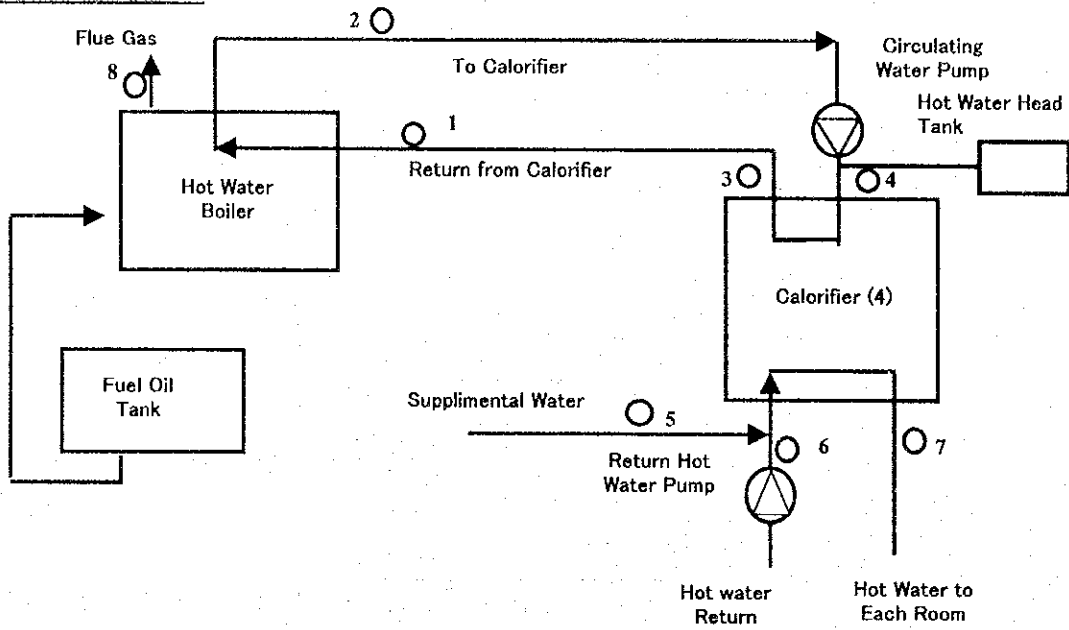 2
Flue Gas
8
To Calorifier
Circulating
Water Pump
Hot Water Head
Tank
1
Return from Calorifier
3
4
Hot Water
Boiler
Calorifier (4)
Fuel Oil
Tank
Supplimental Water
5
Return Hot
Water Pump
6
7
Hot water
Return
Hot Water to
Each Room